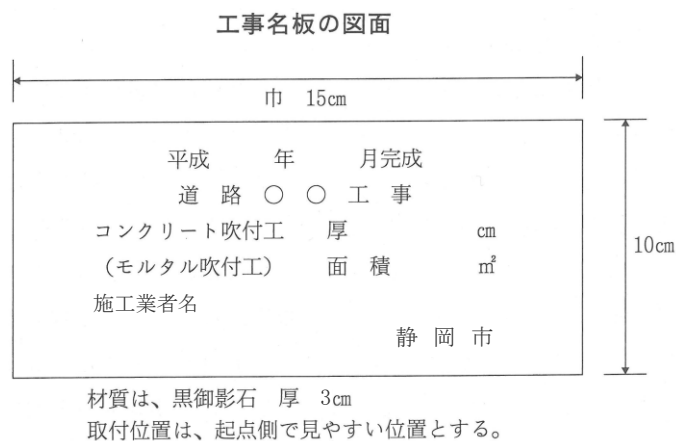 工事名板の図面
巾 15㎝
平成 年 月完成
道 路 ○ ○ 工 事
コンクリート吹付工 厚 ㎝
（モルタル吹付工） 面 積 ㎡
施工業者名
静 岡 市
10㎝
材質は、黒御影石 厚 3㎝
取付位置は、起点側で見やすい位置とする。